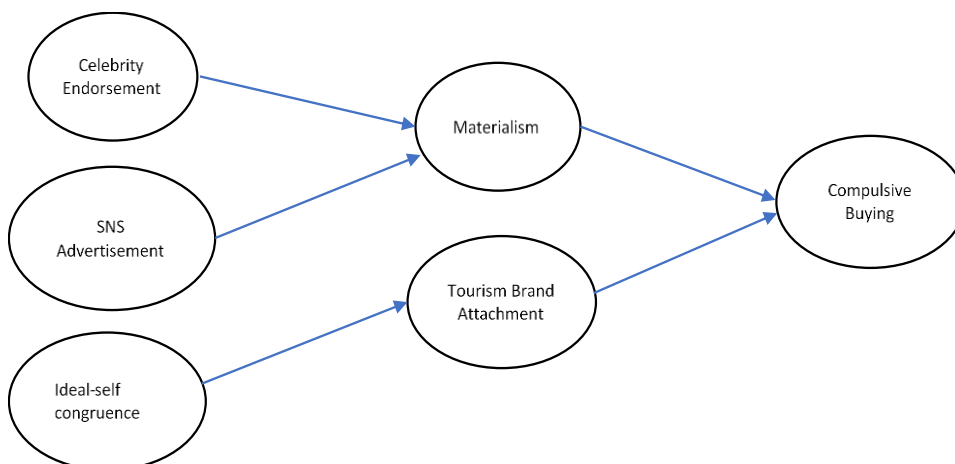 Celebrity
Endorsement
Materialism
SNS
Advertisement
Compulsive
Buying
Tourism Brand
Attachment
Ideal-self
congruence